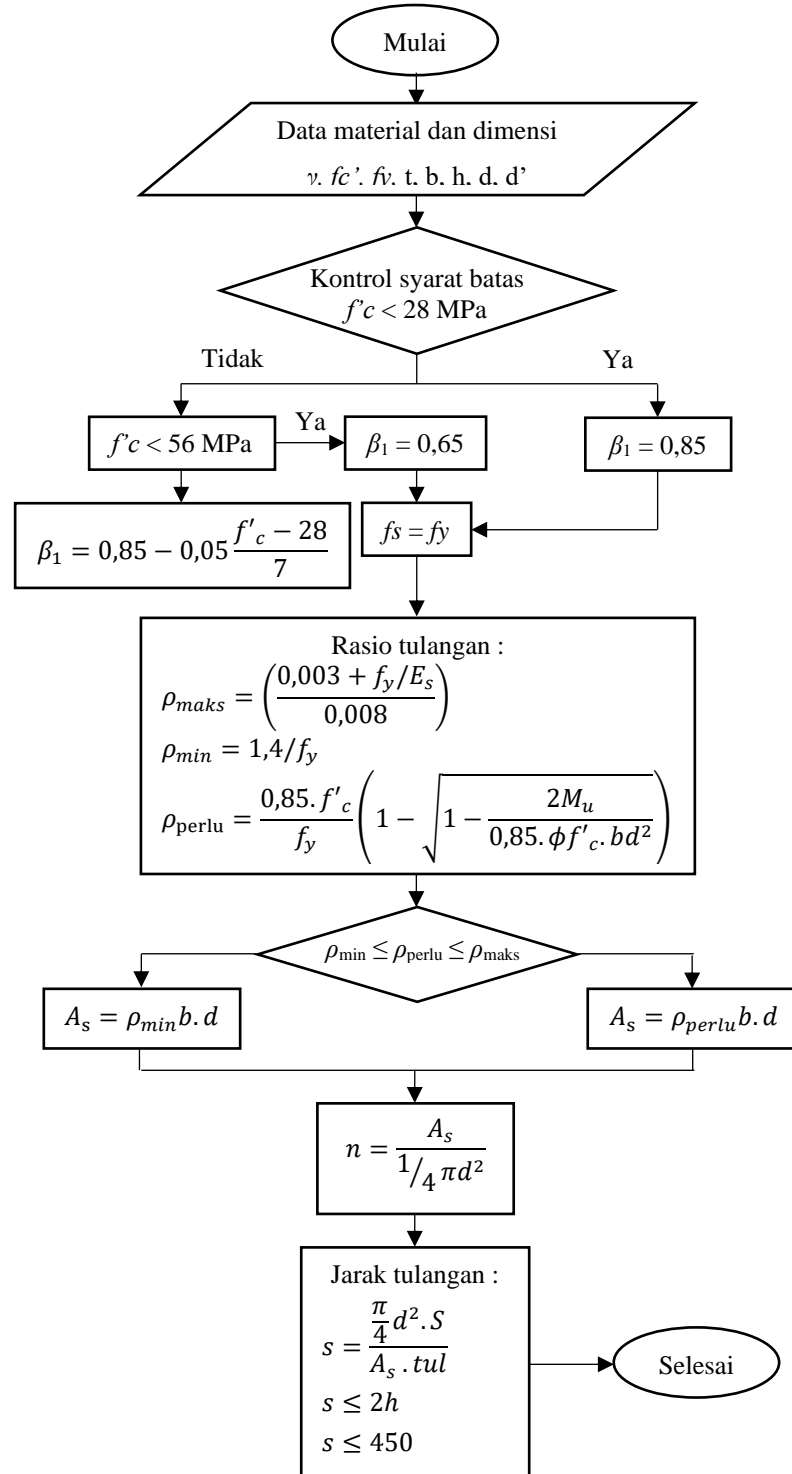 Mulai
Data material dan dimensi
γ, fc’, fy, t, b, h, d, d’
Kontrol syarat batas
f’c < 28 MPa
Tidak
Ya
f’c < 56 MPa
Ya
β₁ = 0,65
β₁ = 0,85
β₁ = 0,85 − 0,05 (f′c − 28)/7
fs = fy
Rasio tulangan :
ρmaks = ((0,003 + fy/Es)/0,008)
ρmin = 1,4/fy
ρperlu = (0,85. f′c)/fy (1 − √(1 − 2Mu/(0,85. ϕf′c. bd²)))
ρmin ≤ ρperlu ≤ ρmaks
As = ρmin b. d
As = ρperlu b. d
n = As/(1/4 πd²)
Jarak tulangan :
s = (π/4 d². S)/(As . tul)
s ≤ 2h
s ≤ 450
Selesai